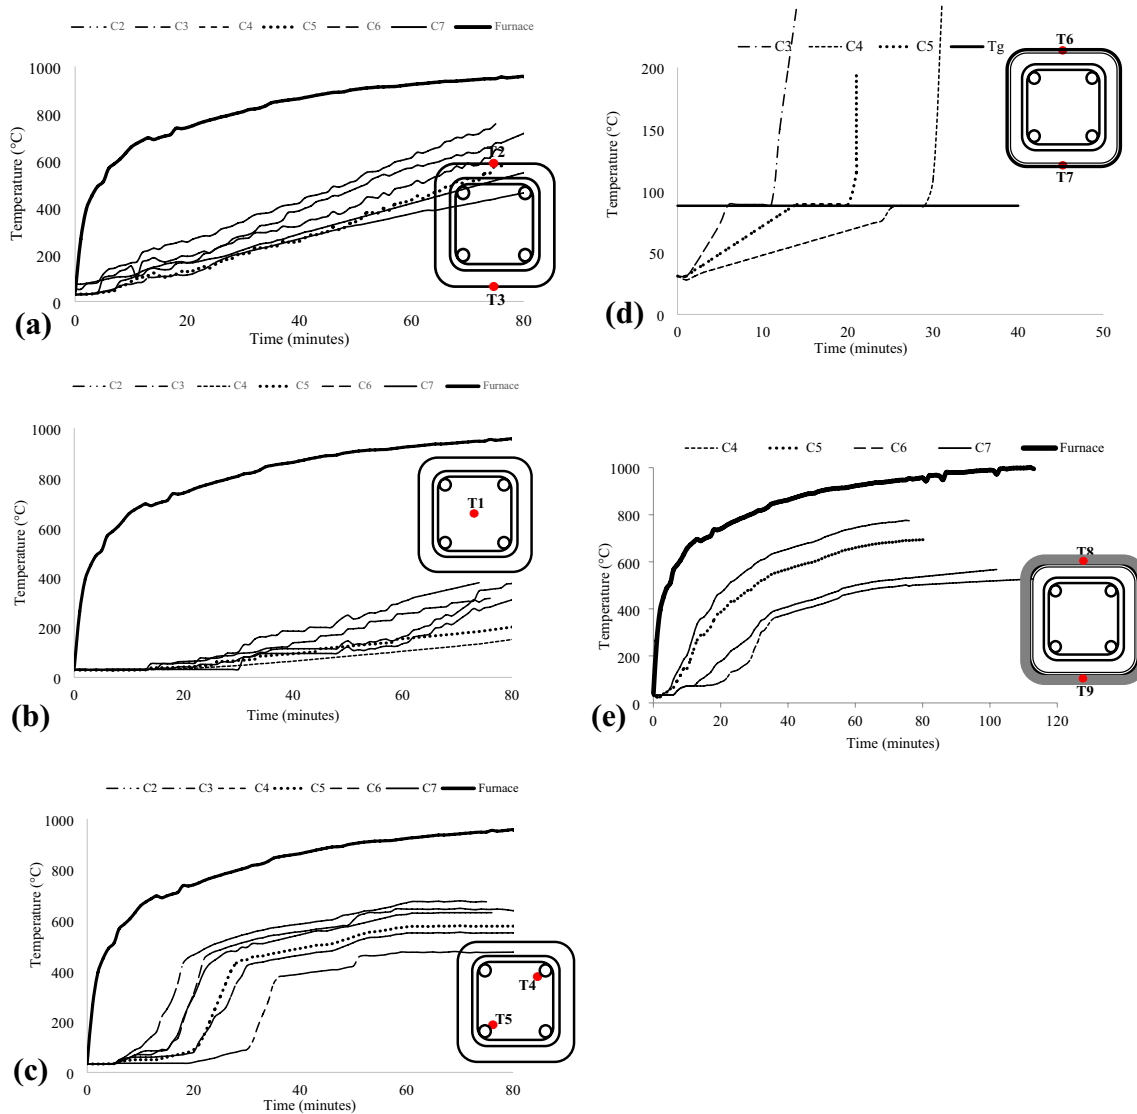 C2 C3 C4 C5 C6 C7 Furnace
1000
800
600
400
200
0
0 20 40 60 80
Temperature (°C)
Time (minutes)
T2
T3
(a)
C3 C4 C5 Tg
200
150
100
50
0
0 10 20 30 40 50
Temperature (°C)
Time (minutes)
T6
T7
(d)
C2 C3 C4 C5 C6 C7 Furnace
1000
800
600
400
200
0
0 20 40 60 80
Temperature (°C)
Time (minutes)
T1
(b)
C4 C5 C6 C7 Furnace
1000
800
600
400
200
0
0 20 40 60 80 100 120
Temperature (°C)
Time (minutes)
T8
T9
(e)
C2 C3 C4 C5 C6 C7 Furnace
1000
800
600
400
200
0
0 20 40 60 80
Temperature (°C)
Time (minutes)
T4
T5
(c)